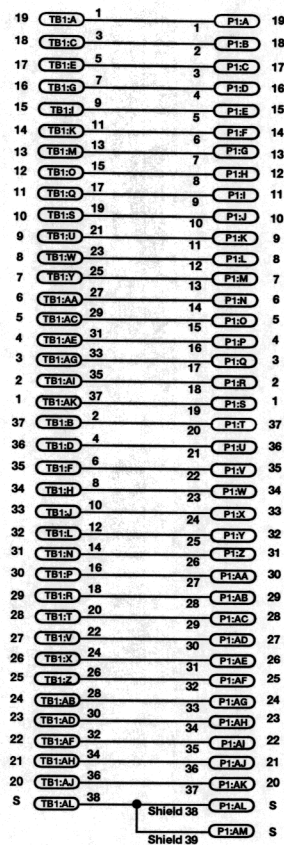 19 TB1:A 1 1 P1:A 19
18 TB1:C 3 2 P1:B 18
17 TB1:E 5 3 P1:C 17
16 TB1:G 7 4 P1:D 16
15 TB1:I 9 5 P1:E 15
14 TB1:K 11 6 P1:F 14
13 TB1:M 13 7 P1:G 13
12 TB1:O 15 8 P1:H 12
11 TB1:Q 17 9 P1:I 11
10 TB1:S 19 10 P1:J 10
9 TB1:U 21 11 P1:K 9
8 TB1:W 23 12 P1:L 8
7 TB1:Y 25 13 P1:M 7
6 TB1:AA 27 14 P1:N 6
5 TB1:AC 29 15 P1:O 5
4 TB1:AE 31 16 P1:P 4
3 TB1:AG 33 17 P1:Q 3
2 TB1:AI 35 18 P1:R 2
1 TB1:AK 37 19 P1:S 1
37 TB1:B 2 20 P1:T 37
36 TB1:D 4 21 P1:U 36
35 TB1:F 6 22 P1:V 35
34 TB1:H 8 23 P1:W 34
33 TB1:J 10 24 P1:X 33
32 TB1:L 12 25 P1:Y 32
31 TB1:N 14 26 P1:Z 31
30 TB1:P 16 27 P1:AA 30
29 TB1:R 18 28 P1:AB 29
28 TB1:T 20 29 P1:AC 28
27 TB1:V 22 30 P1:AD 27
26 TB1:X 24 31 P1:AE 26
25 TB1:Z 26 32 P1:AF 25
24 TB1:AB 28 33 P1:AG 24
23 TB1:AD 30 34 P1:AH 23
22 TB1:AF 32 35 P1:AI 22
21 TB1:AH 34 36 P1:AJ 21
20 TB1:AJ 36 37 P1:AK 20
S TB1:AL 38 Shield 38 P1:AL S
Shield 39 P1:AM S